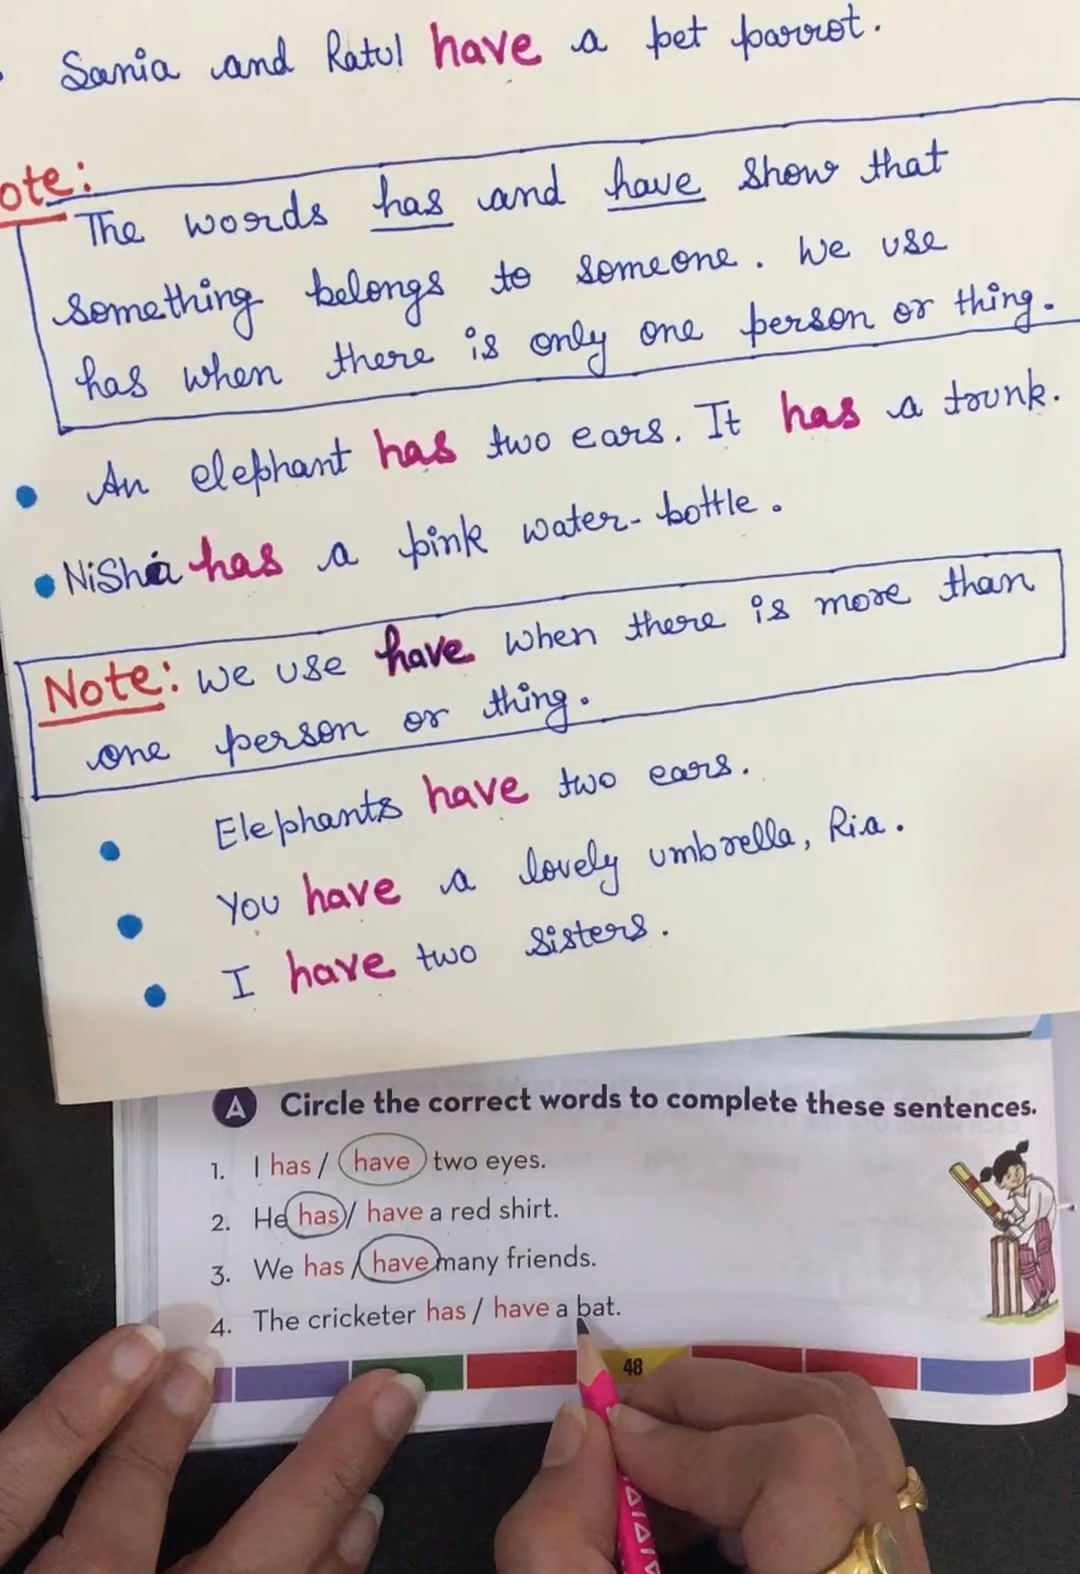 Sania and Ratul have a pet parrot.
ote:
The words has and have show that
something belongs to someone. We use
has when there is only one person or thing.
• An elephant has two ears. It has a trunk.
• Nisha has a pink water-bottle.
Note: We use have when there is more than
one person or thing.
• Elephants have two ears.
• You have a lovely umbrella, Ria.
• I have two sisters.
A Circle the correct words to complete these sentences.
1. I has / have two eyes.
2. He has / have a red shirt.
3. We has / have many friends.
4. The cricketer has / have a bat.
48